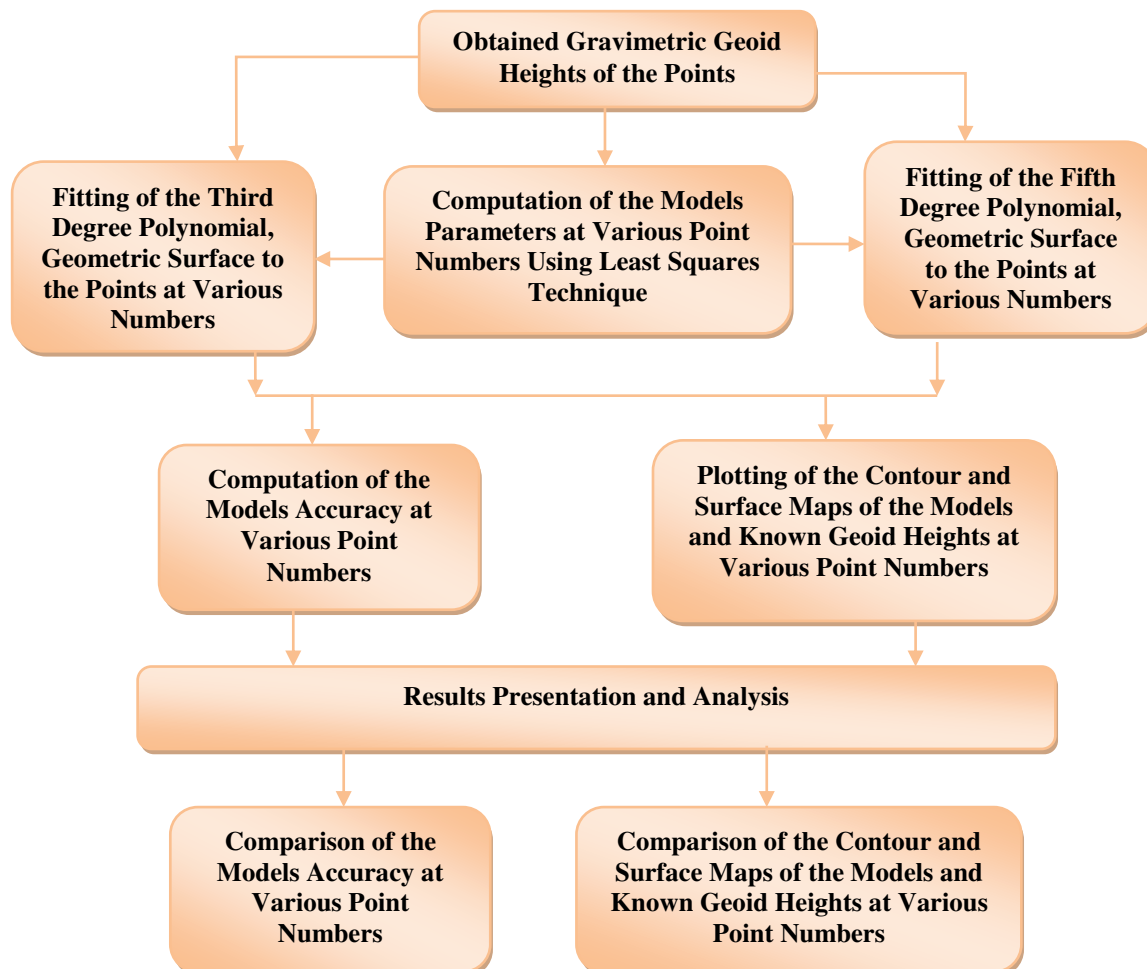 Obtained Gravimetric Geoid
Heights of the Points
Fitting of the Third
Degree Polynomial,
Geometric Surface to
the Points at Various
Numbers
Computation of the Models
Parameters at Various Point
Numbers Using Least Squares
Technique
Fitting of the Fifth
Degree Polynomial,
Geometric Surface
to the Points at
Various Numbers
Computation of the
Models Accuracy at
Various Point
Numbers
Plotting of the Contour and
Surface Maps of the Models
and Known Geoid Heights at
Various Point Numbers
Results Presentation and Analysis
Comparison of the
Models Accuracy at
Various Point
Numbers
Comparison of the Contour and
Surface Maps of the Models and
Known Geoid Heights at Various
Point Numbers